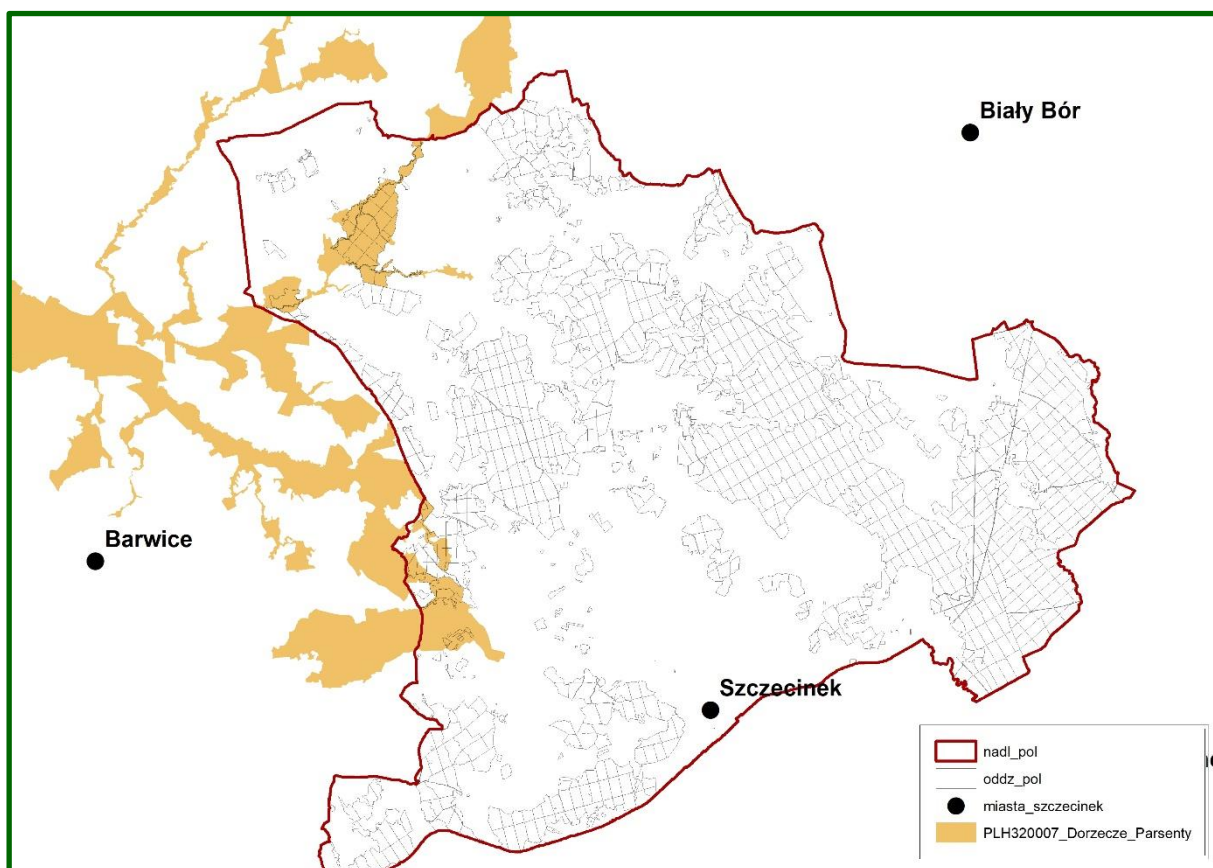 Biały Bór
Barwice
Szczecinek
nadl_pol
oddz_pol
miasta_szczecinek
PLH320007_Dorzecze_Parsenty